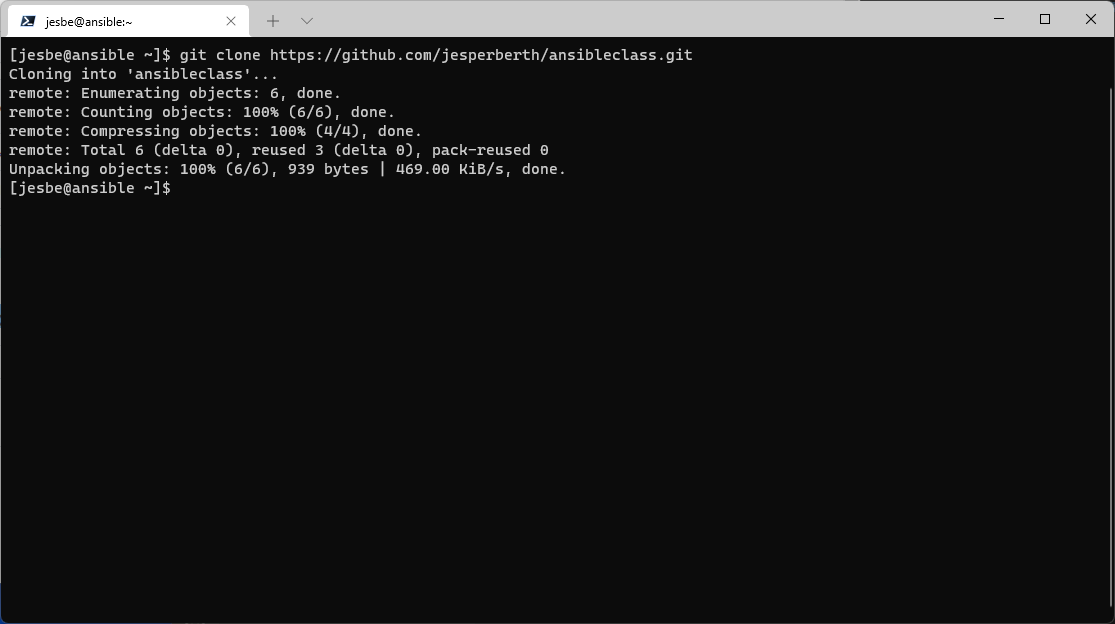 jesbe@ansible:~
[jesbe@ansible ~]$ git clone https://github.com/jesperberth/ansibleclass.git
Cloning into 'ansibleclass'...
remote: Enumerating objects: 6, done.
remote: Counting objects: 100% (6/6), done.
remote: Compressing objects: 100% (4/4), done.
remote: Total 6 (delta 0), reused 3 (delta 0), pack-reused 0
Unpacking objects: 100% (6/6), 939 bytes | 469.00 KiB/s, done.
[jesbe@ansible ~]$